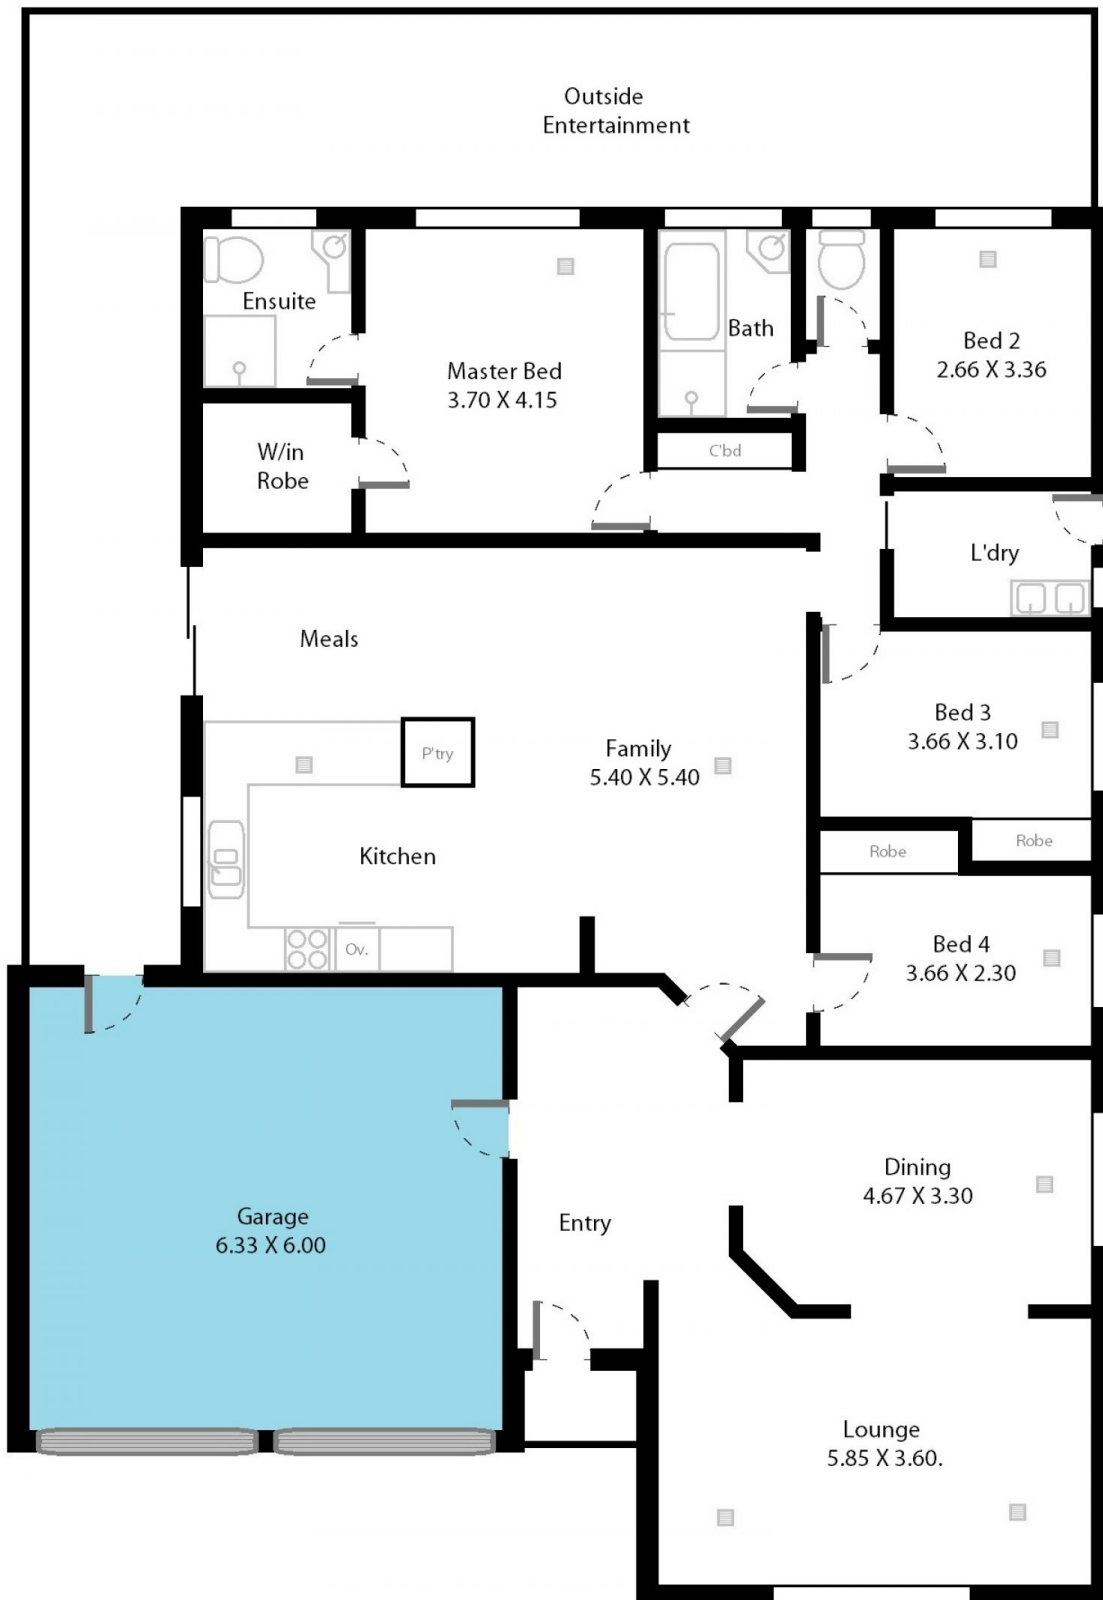 Outside
Entertainment
Ensuite
Master Bed
3.70 X 4.15
Bath
Bed 2
2.66 X 3.36
W/in
Robe
C'bd
L'dry
Meals
Bed 3
3.66 X 3.10
P'try
Family
5.40 X 5.40
Kitchen
Robe
Robe
Ov.
Bed 4
3.66 X 2.30
Dining
4.67 X 3.30
Garage
6.33 X 6.00
Entry
Lounge
5.85 X 3.60.